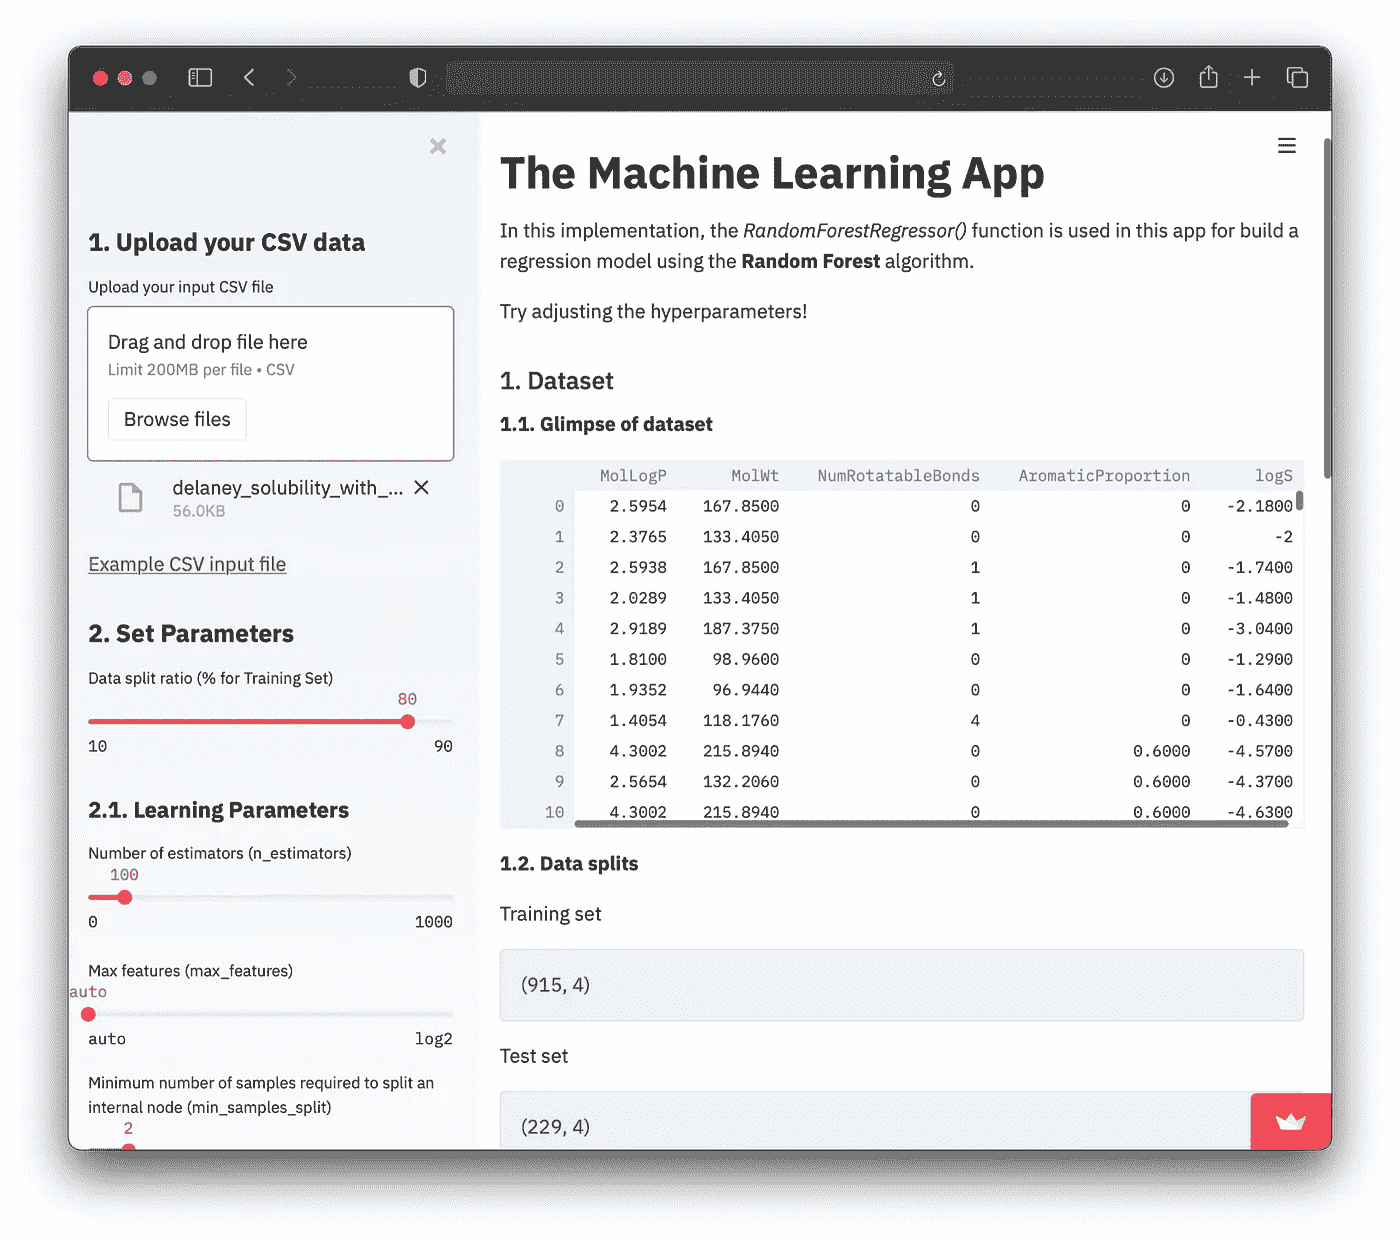 1. Upload your CSV data
Upload your input CSV file
Drag and drop file here
Limit 200MB per file • CSV
Browse files
delaney_solubility_with_...
56.0KB
Example CSV input file
2. Set Parameters
Data split ratio (% for Training Set)
80
10 90
2.1. Learning Parameters
Number of estimators (n_estimators)
100
0 1000
Max features (max_features)
auto
auto log2
Minimum number of samples required to split an
internal node (min_samples_split)
2
The Machine Learning App
In this implementation, the RandomForestRegressor() function is used in this app for build a
regression model using the Random Forest algorithm.
Try adjusting the hyperparameters!
1. Dataset
1.1. Glimpse of dataset
MolLogP MolWt NumRotatableBonds AromaticProportion logS
0 2.5954 167.8500 0 0 -2.1800
1 2.3765 133.4050 0 0 -2
2 2.5938 167.8500 1 0 -1.7400
3 2.0289 133.4050 1 0 -1.4800
4 2.9189 187.3750 1 0 -3.0400
5 1.8100 98.9600 0 0 -1.2900
6 1.9352 96.9440 0 0 -1.6400
7 1.4054 118.1760 4 0 -0.4300
8 4.3002 215.8940 0 0.6000 -4.5700
9 2.5654 132.2060 0 0.6000 -4.3700
10 4.3002 215.8940 0 0.6000 -4.6300
1.2. Data splits
Training set
(915, 4)
Test set
(229, 4)